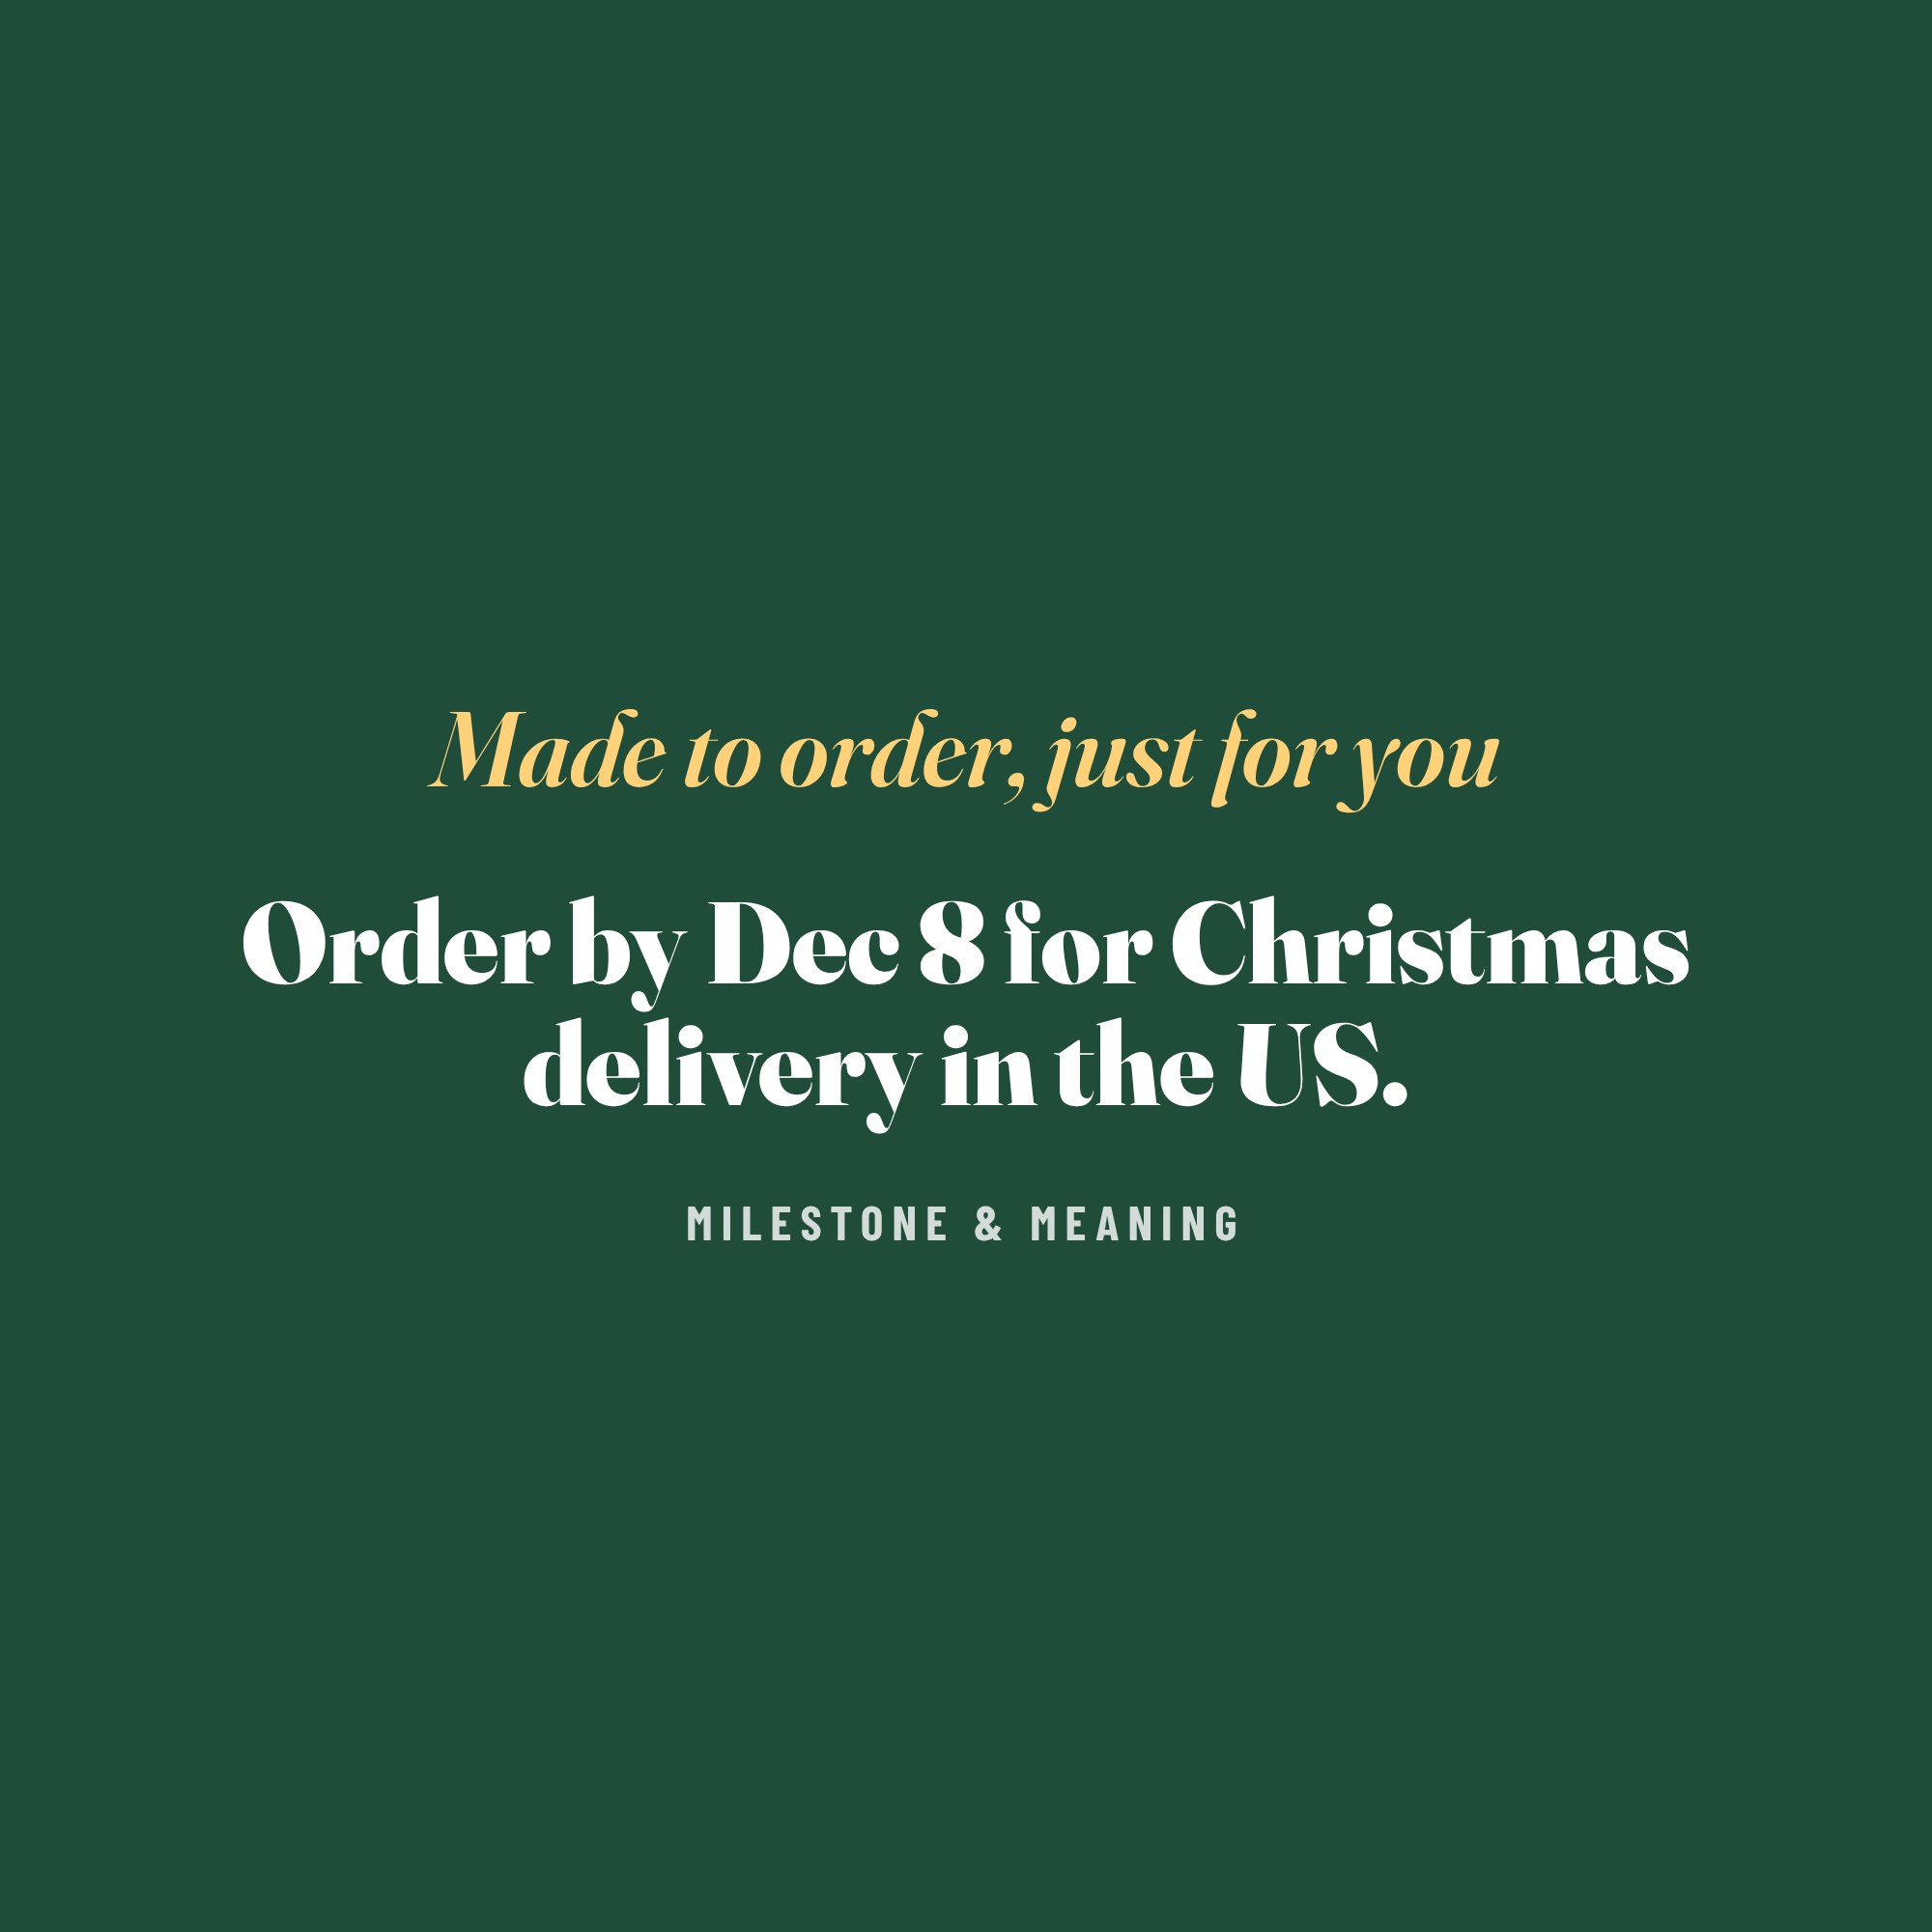 Made to order, just for you
Order by Dec 8 for Christmas
delivery in the US.
MILESTONE & MEANING